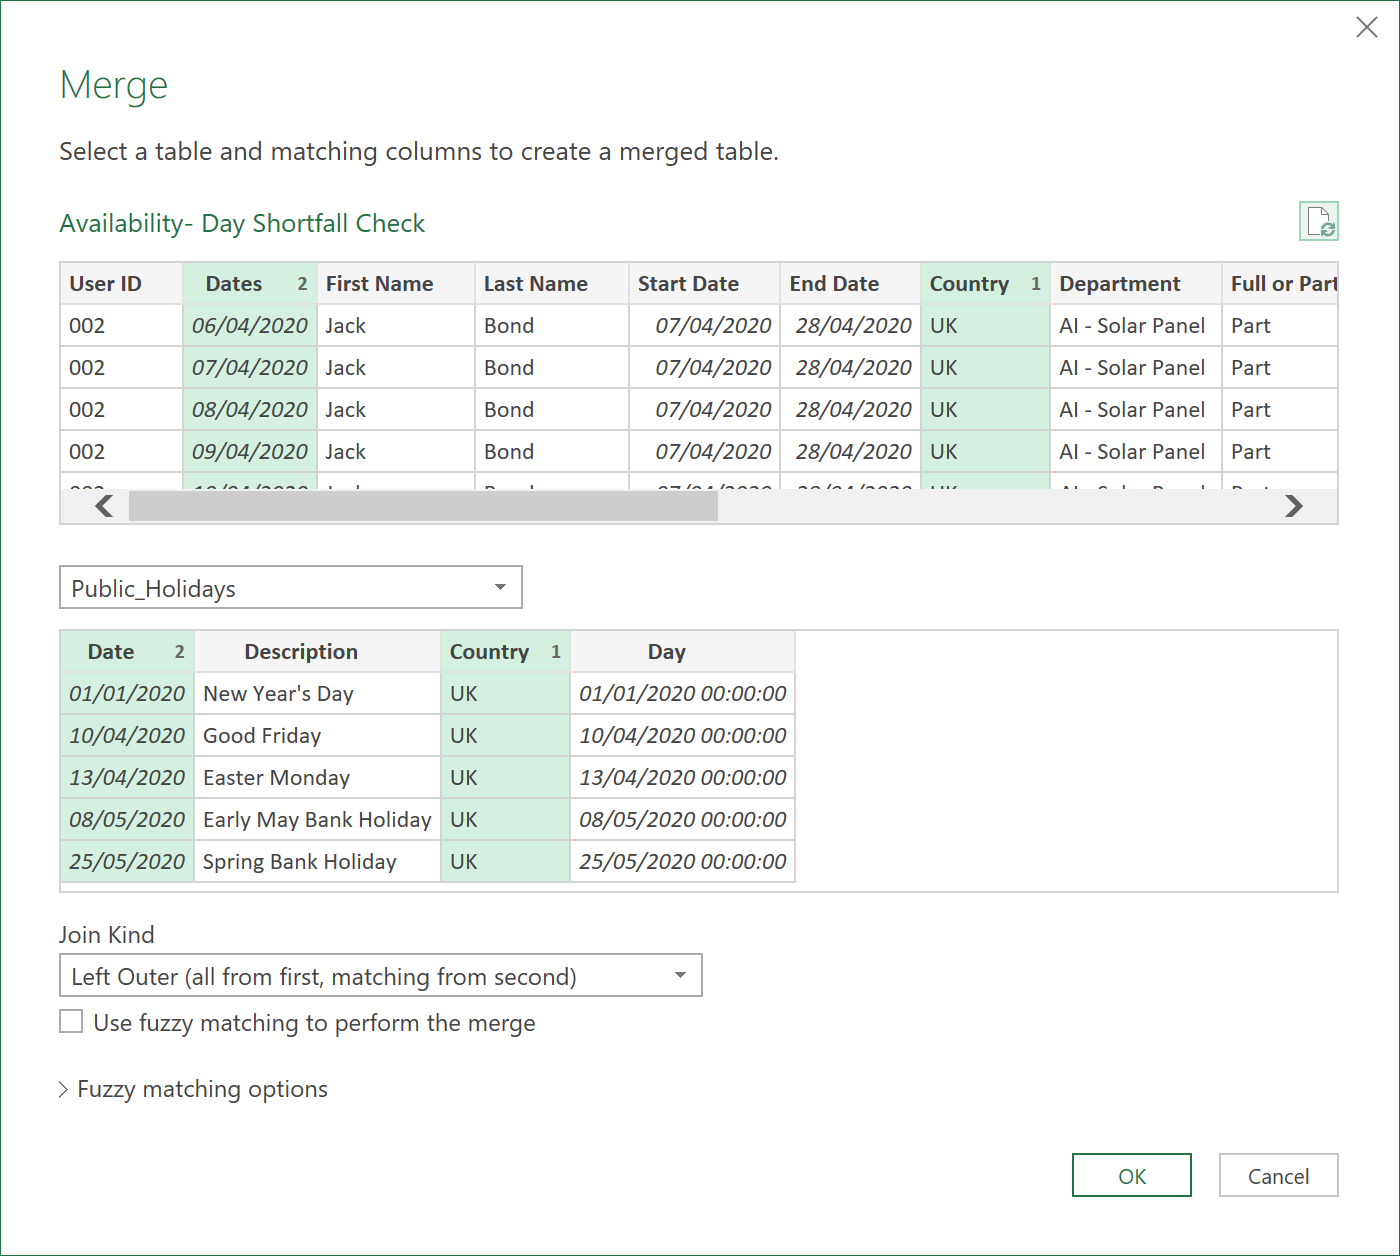 Merge
Select a table and matching columns to create a merged table.
Availability- Day Shortfall Check
User ID Dates 2 First Name Last Name Start Date End Date Country 1 Department Full or Part
002 06/04/2020 Jack Bond 07/04/2020 28/04/2020 UK AI - Solar Panel Part
002 07/04/2020 Jack Bond 07/04/2020 28/04/2020 UK AI - Solar Panel Part
002 08/04/2020 Jack Bond 07/04/2020 28/04/2020 UK AI - Solar Panel Part
002 09/04/2020 Jack Bond 07/04/2020 28/04/2020 UK AI - Solar Panel Part
Public_Holidays
Date 2 Description Country 1 Day
01/01/2020 New Year's Day UK 01/01/2020 00:00:00
10/04/2020 Good Friday UK 10/04/2020 00:00:00
13/04/2020 Easter Monday UK 13/04/2020 00:00:00
08/05/2020 Early May Bank Holiday UK 08/05/2020 00:00:00
25/05/2020 Spring Bank Holiday UK 25/05/2020 00:00:00
Join Kind
Left Outer (all from first, matching from second)
Use fuzzy matching to perform the merge
Fuzzy matching options
OK Cancel